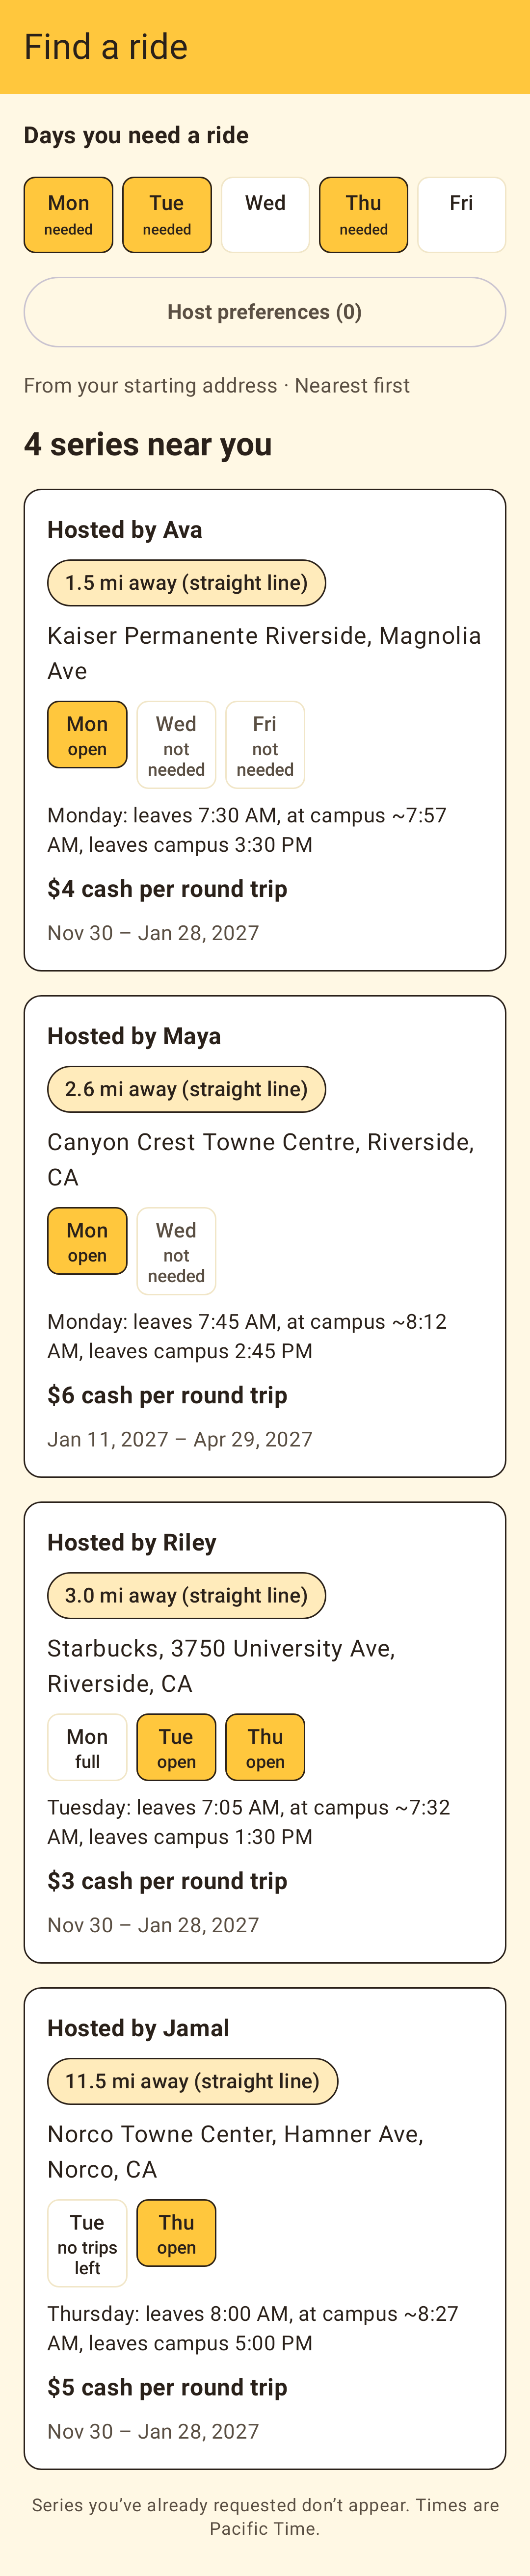 Find a ride
Days you need a ride
Mon
needed
Tue
needed
Wed
Thu
needed
Fri
Host preferences (0)
From your starting address · Nearest first
4 series near you
Hosted by Ava
1.5 mi away (straight line)
Kaiser Permanente Riverside, Magnolia
Ave
Mon
open
Wed
not
needed
Fri
not
needed
Monday: leaves 7:30 AM, at campus ~7:57
AM, leaves campus 3:30 PM
$4 cash per round trip
Nov 30 – Jan 28, 2027
Hosted by Maya
2.6 mi away (straight line)
Canyon Crest Towne Centre, Riverside,
CA
Mon
open
Wed
not
needed
Monday: leaves 7:45 AM, at campus ~8:12
AM, leaves campus 2:45 PM
$6 cash per round trip
Jan 11, 2027 – Apr 29, 2027
Hosted by Riley
3.0 mi away (straight line)
Starbucks, 3750 University Ave,
Riverside, CA
Mon
full
Tue
open
Thu
open
Tuesday: leaves 7:05 AM, at campus ~7:32
AM, leaves campus 1:30 PM
$3 cash per round trip
Nov 30 – Jan 28, 2027
Hosted by Jamal
11.5 mi away (straight line)
Norco Towne Center, Hamner Ave,
Norco, CA
Tue
no trips
left
Thu
open
Thursday: leaves 8:00 AM, at campus ~8:27
AM, leaves campus 5:00 PM
$5 cash per round trip
Nov 30 – Jan 28, 2027
Series you’ve already requested don’t appear. Times are
Pacific Time.